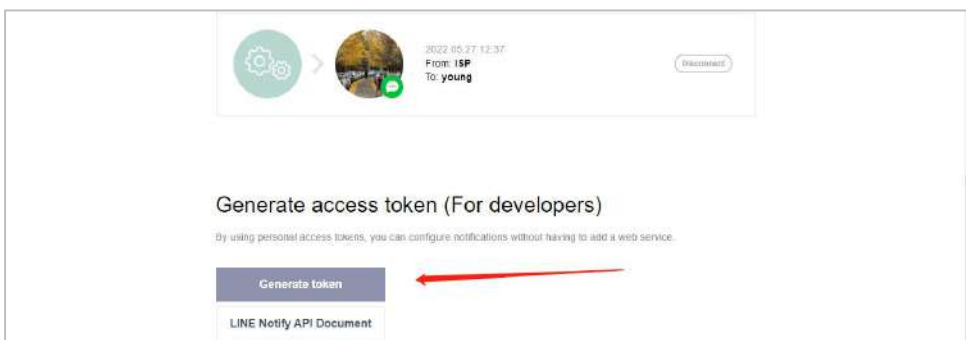 2022.05.27 12:37
From: ISP
To: young
Disconnect
Generate access token (For developers)
By using personal access tokens, you can configure notifications without having to add a web service.
Generate token
LINE Notify API Document